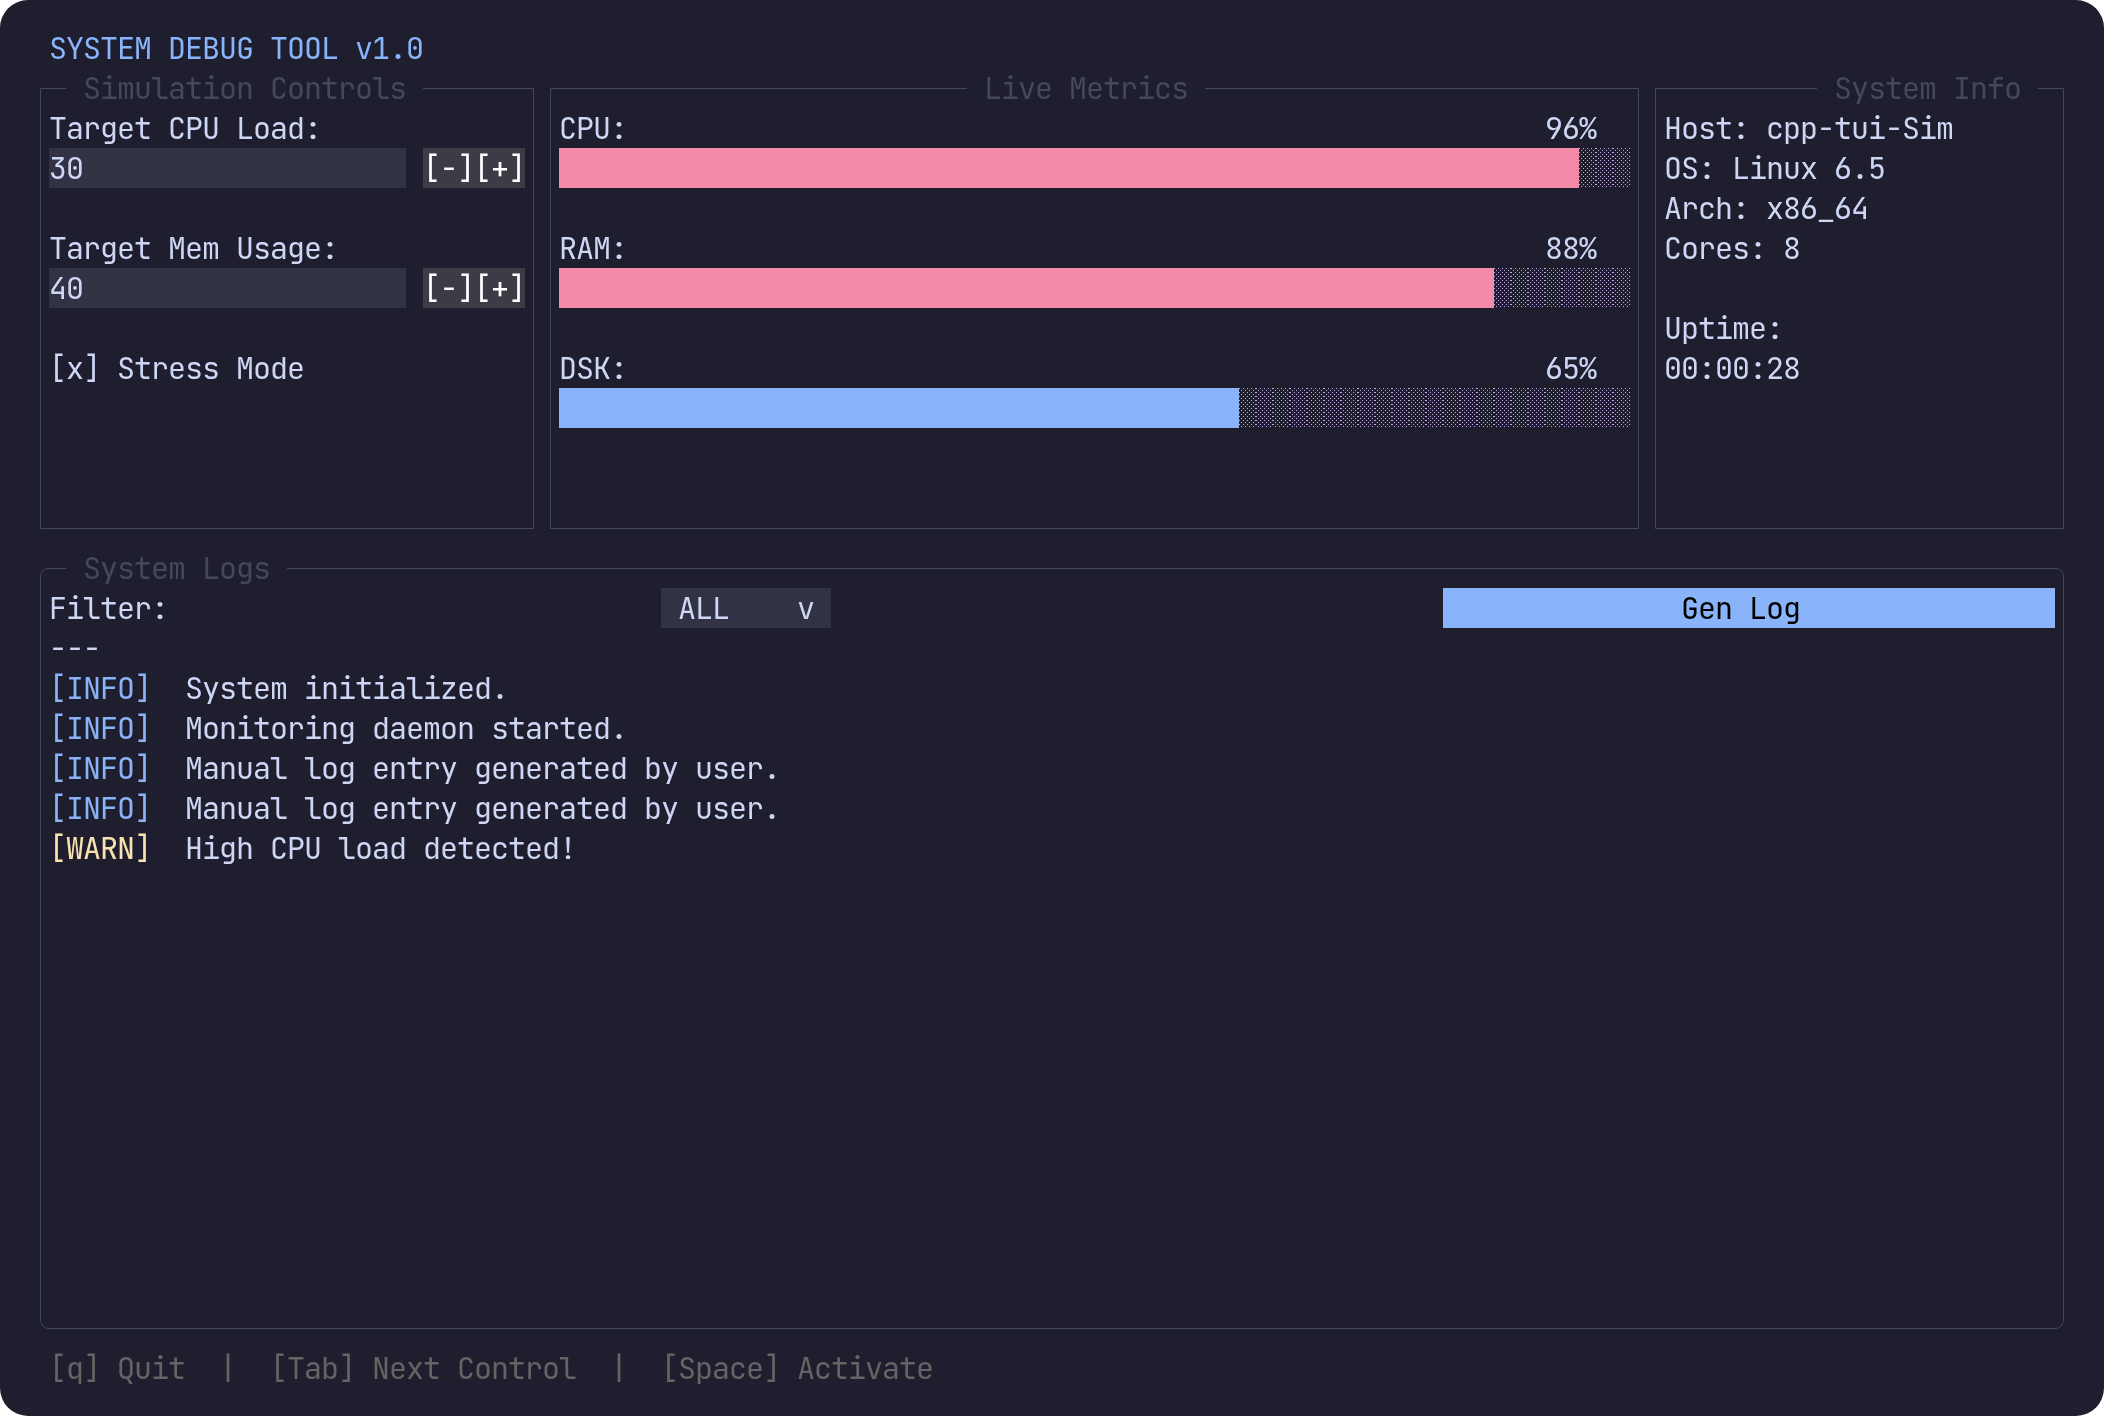 SYSTEM DEBUG TOOL v1.0
Simulation Controls
Target CPU Load:
30 [-][+]
Target Mem Usage:
40 [-][+]
[x] Stress Mode
Live Metrics
CPU: 96%
RAM: 88%
DSK: 65%
System Info
Host: cpp-tui-Sim
OS: Linux 6.5
Arch: x86_64
Cores: 8
Uptime:
00:00:28
System Logs
Filter: ALL v Gen Log
---
[INFO] System initialized.
[INFO] Monitoring daemon started.
[INFO] Manual log entry generated by user.
[INFO] Manual log entry generated by user.
[WARN] High CPU load detected!
[q] Quit | [Tab] Next Control | [Space] Activate